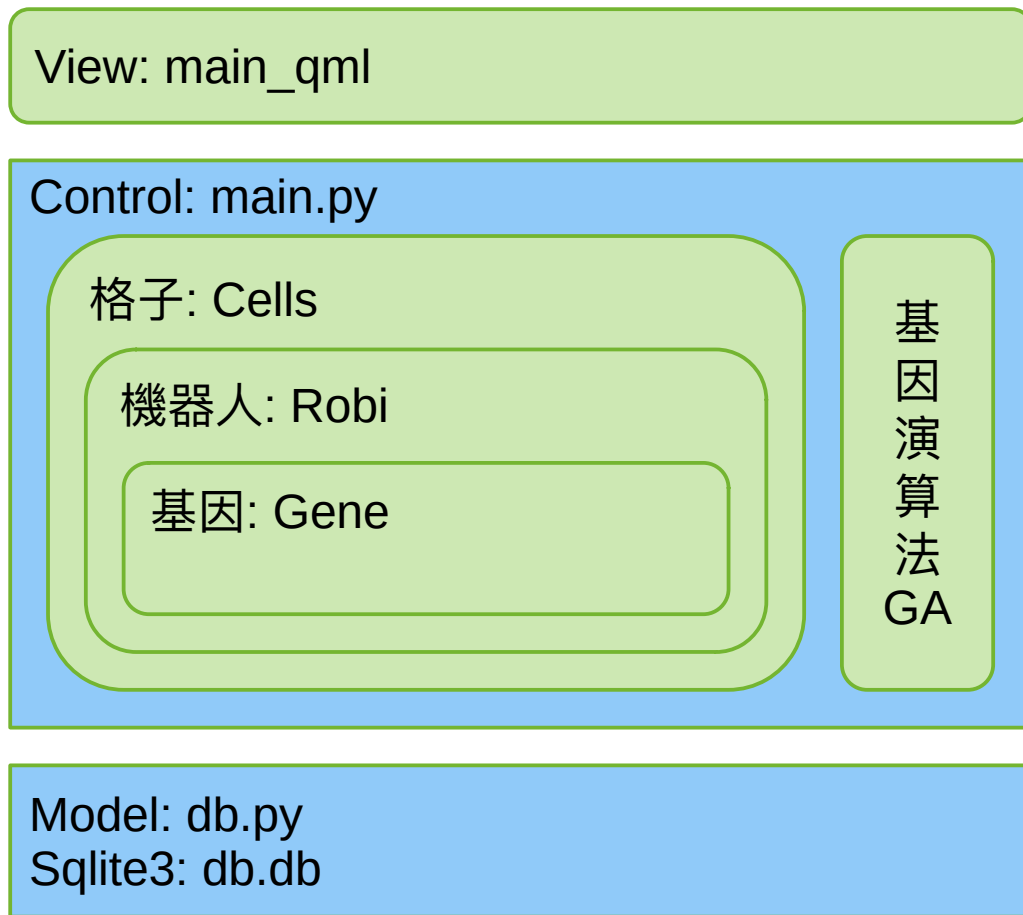 View: main_qml
Control: main.py
格子: Cells
機器人: Robi
基因: Gene
基
因
演
算
法
GA
Model: db.py
Sqlite3: db.db